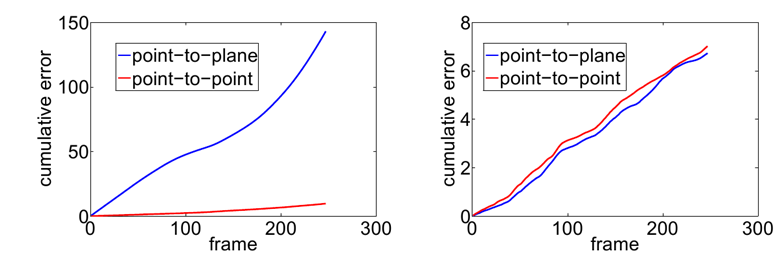 150
100
50
0
cumulative error
point-to-plane
point-to-point
0 100 200 300
frame
8
6
4
2
0
cumulative error
point-to-plane
point-to-point
0 100 200 300
frame